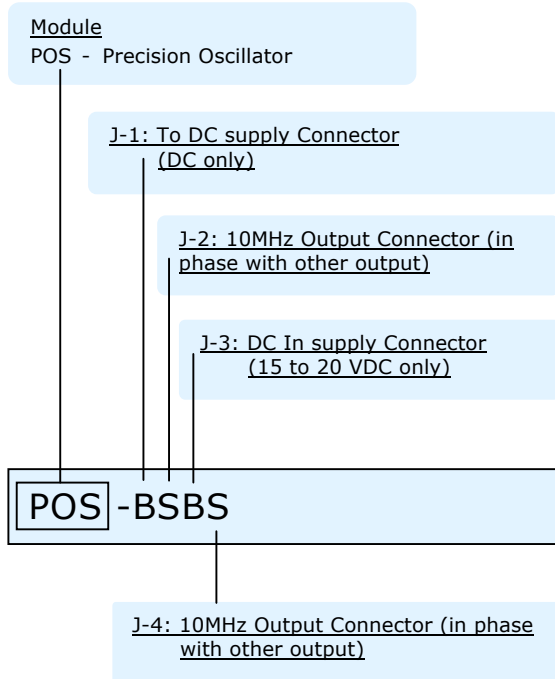 Module
POS - Precision Oscillator
J-1: To DC supply Connector
(DC only)
J-2: 10MHz Output Connector (in
phase with other output)
J-3: DC In supply Connector
(15 to 20 VDC only)
POS -BSBS
J-4: 10MHz Output Connector (in phase
with other output)